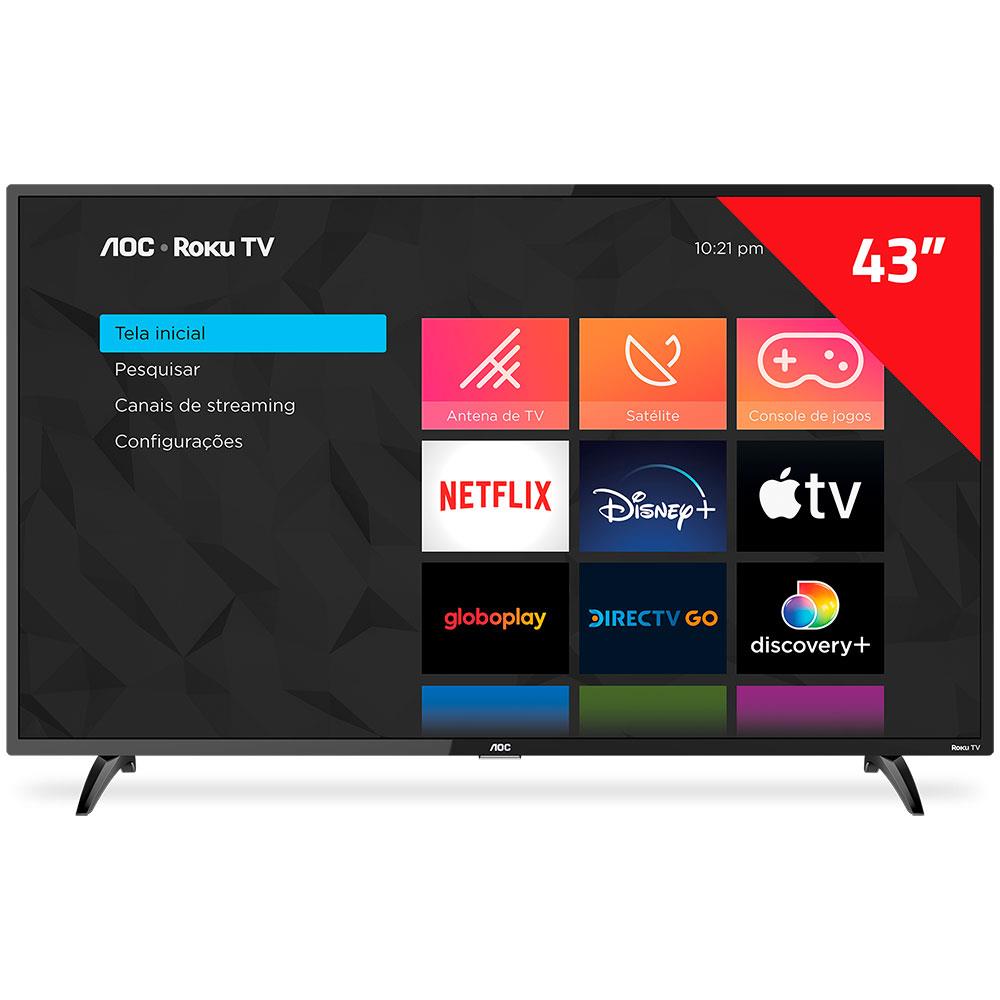 AOC • Roku TV
10:21 pm
43”
Tela inicial
Pesquisar
Canais de streaming
Configurações
Antena de TV
Satélite
Console de jogos
NETFLIX
Disney+
tv
globoplay
DIRECTV GO
discovery+
AOC
Roku TV